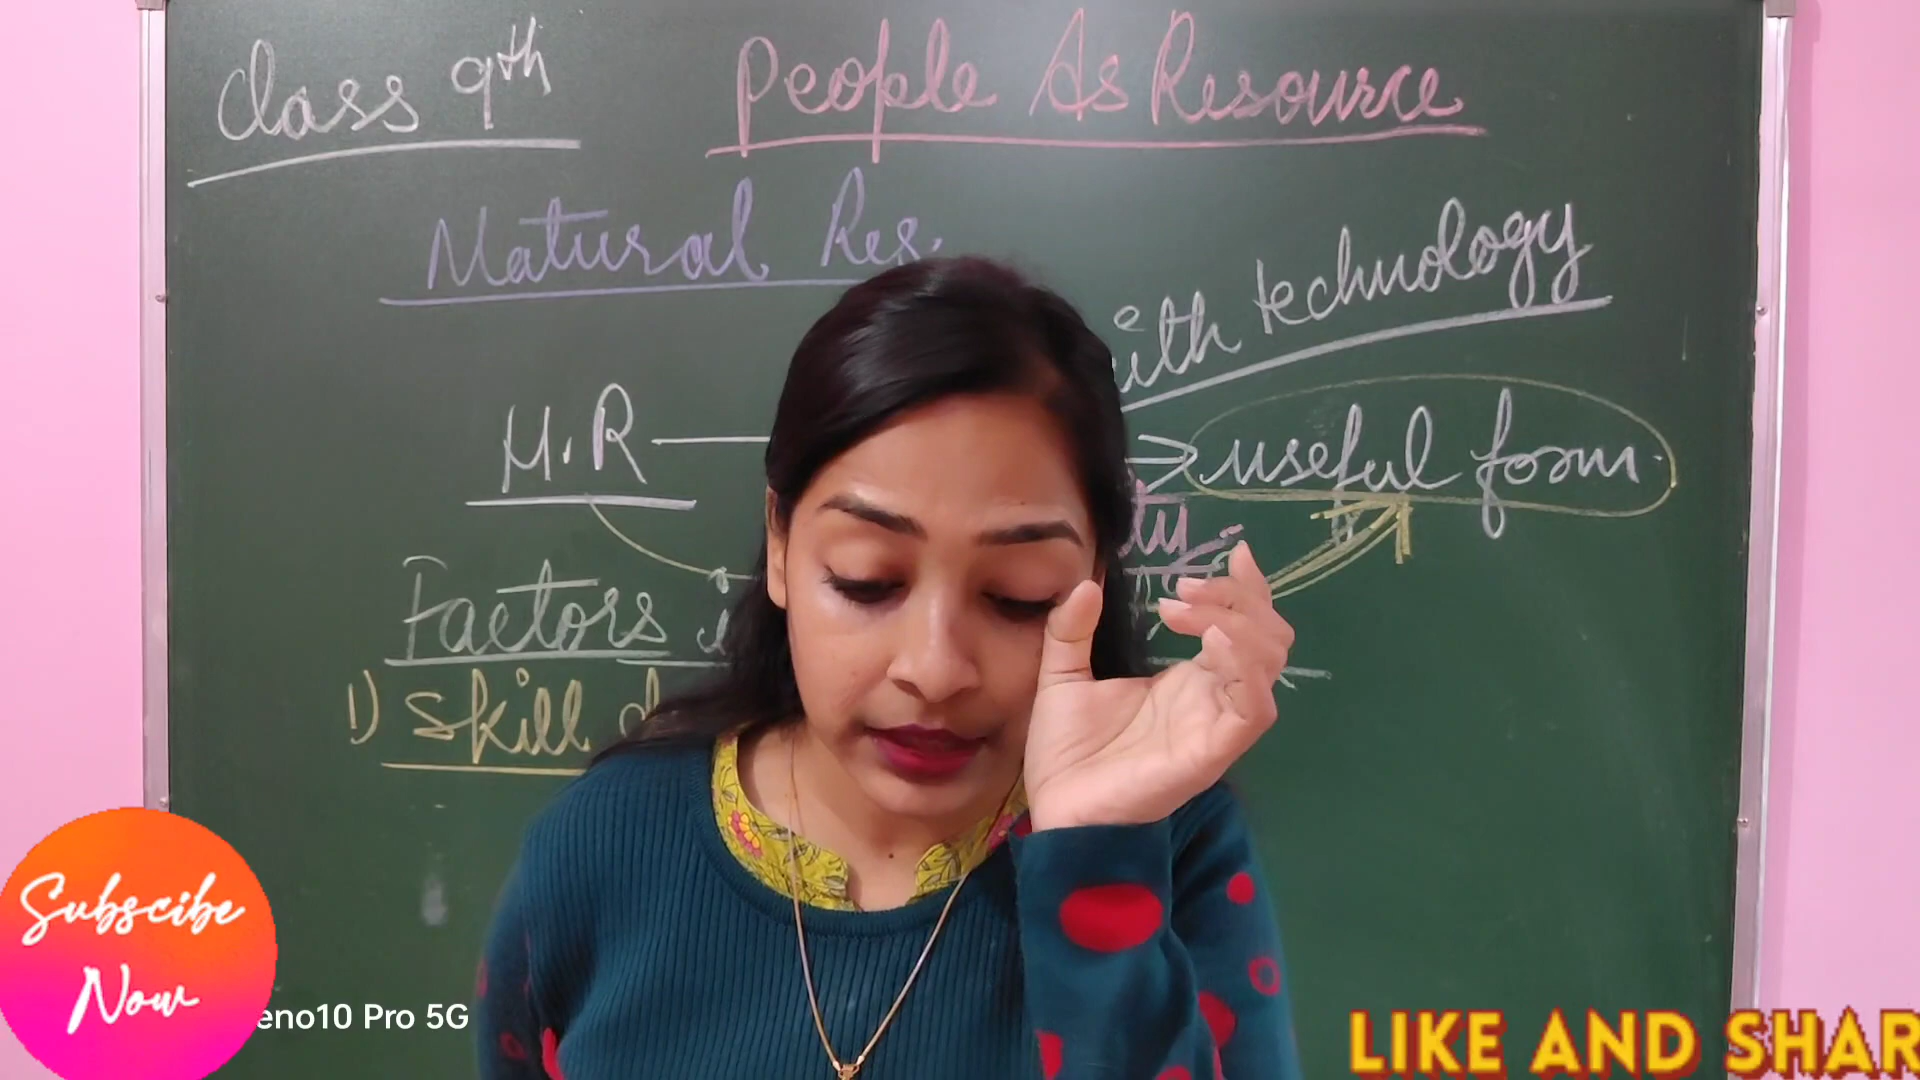 Class 9th
People As Resource
Natural Res.
with technology
N.R → useful form
Factors
1) Skill
Subscibe
Now
eno10 Pro 5G
LIKE AND SHAR